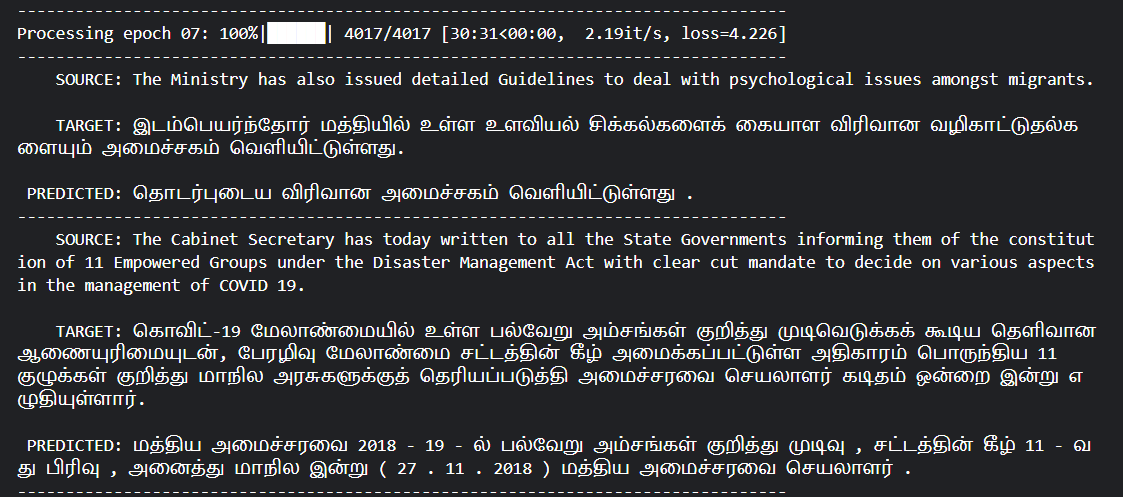 --------------------------------------------------------------------------------
Processing epoch 07: 100%|██████| 4017/4017 [30:31<00:00,  2.19it/s, loss=4.226]
--------------------------------------------------------------------------------
SOURCE: The Ministry has also issued detailed Guidelines to deal with psychological issues amongst migrants.
TARGET: இடம்பெயர்ந்தோர் மத்தியில் உள்ள உளவியல் சிக்கல்களைக் கையாள விரிவான வழிகாட்டுதல்க
ளையும் அமைச்சகம் வெளியிட்டுள்ளது.
PREDICTED: தொடர்புடைய விரிவான அமைச்சகம் வெளியிட்டுள்ளது .
--------------------------------------------------------------------------------
SOURCE: The Cabinet Secretary has today written to all the State Governments informing them of the constitut
ion of 11 Empowered Groups under the Disaster Management Act with clear cut mandate to decide on various aspects
in the management of COVID 19.
TARGET: கொவிட்-19 மேலாண்மையில் உள்ள பல்வேறு அம்சங்கள் குறித்து முடிவெடுக்கக் கூடிய தெளிவான
ஆணையுரிமையுடன், பேரழிவு மேலாண்மை சட்டத்தின் கீழ் அமைக்கப்பட்டுள்ள அதிகாரம் பொருந்திய 11
குழுக்கள் குறித்து மாநில அரசுகளுக்குத் தெரியப்படுத்தி அமைச்சரவை செயலாளர் கடிதம் ஒன்றை இன்று எ
ழுதியுள்ளார்.
PREDICTED: மத்திய அமைச்சரவை 2018 - 19 - ல் பல்வேறு அம்சங்கள் குறித்து முடிவு , சட்டத்தின் கீழ் 11 - வ
து பிரிவு , அனைத்து மாநில இன்று ( 27 . 11 . 2018 ) மத்திய அமைச்சரவை செயலாளர் .
--------------------------------------------------------------------------------